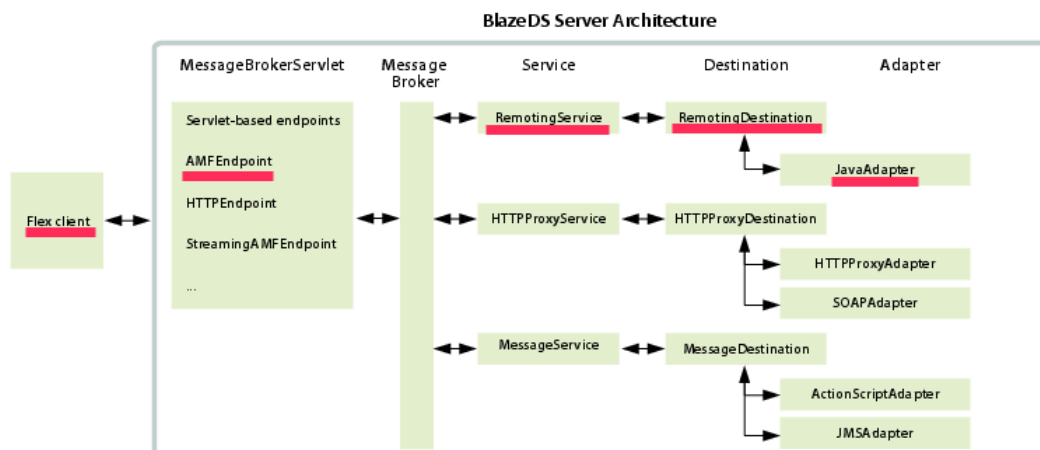 BlazeDS Server Architecture
MessageBrokerServlet
Message
Broker
Service
Destination
Adapter
Flex client
Servlet-based endpoints
AMFEndpoint
HTTPEndpoint
StreamingAMFEndpoint
...
RemotingService
RemotingDestination
JavaAdapter
HTTPProxyService
HTTPProxyDestination
HTTPProxyAdapter
SOAPAdapter
MessageService
MessageDestination
ActionScriptAdapter
JMSAdapter